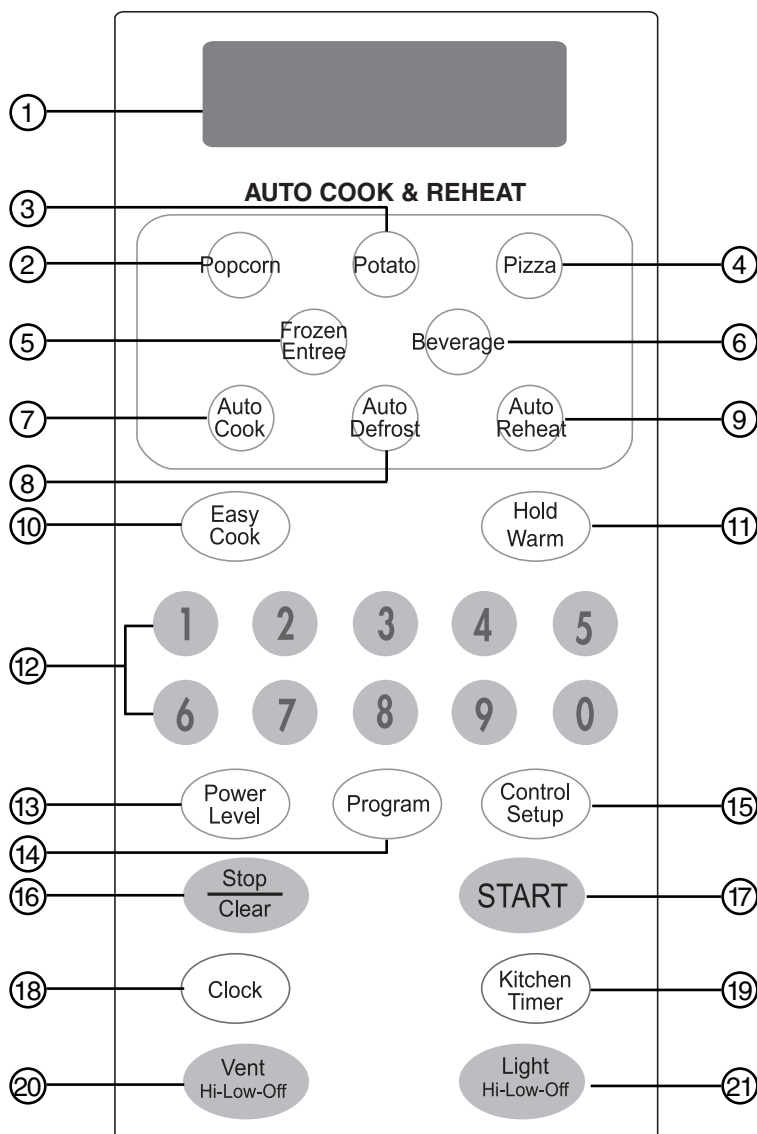 ①
AUTO COOK & REHEAT
③
② Popcorn Potato Pizza ④
⑤ Frozen Entree Beverage ⑥
⑦ Auto Cook Auto Defrost Auto Reheat ⑨
⑧
⑩ Easy Cook Hold Warm ⑪
1 2 3 4 5
⑫
6 7 8 9 0
⑬ Power Level Program Control Setup ⑮
⑭
⑯ Stop Clear START ⑰
⑱ Clock Kitchen Timer ⑲
⑳ Vent Hi-Low-Off Light Hi-Low-Off ㉑